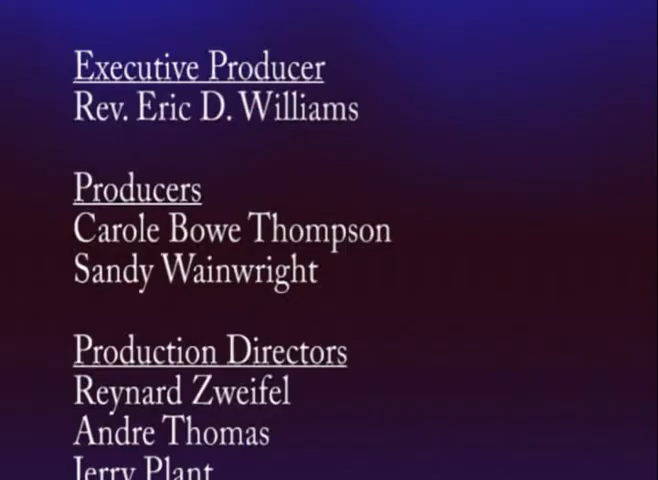 Executive Producer
Rev. Eric D. Williams
Producers
Carole Bowe Thompson
Sandy Wainwright
Production Directors
Reynard Zweifel
Andre Thomas
Jerry Plant